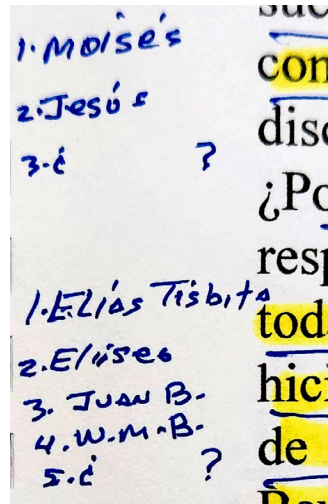 1. Moisés
2. Jesús
3. ¿ ?
1. Elías Tisbita
2. Eliseo
3. Juan B.
4. W.M.B.
5. ¿ ?
suc
con
disc
¿Po
resp
tod
hici
de